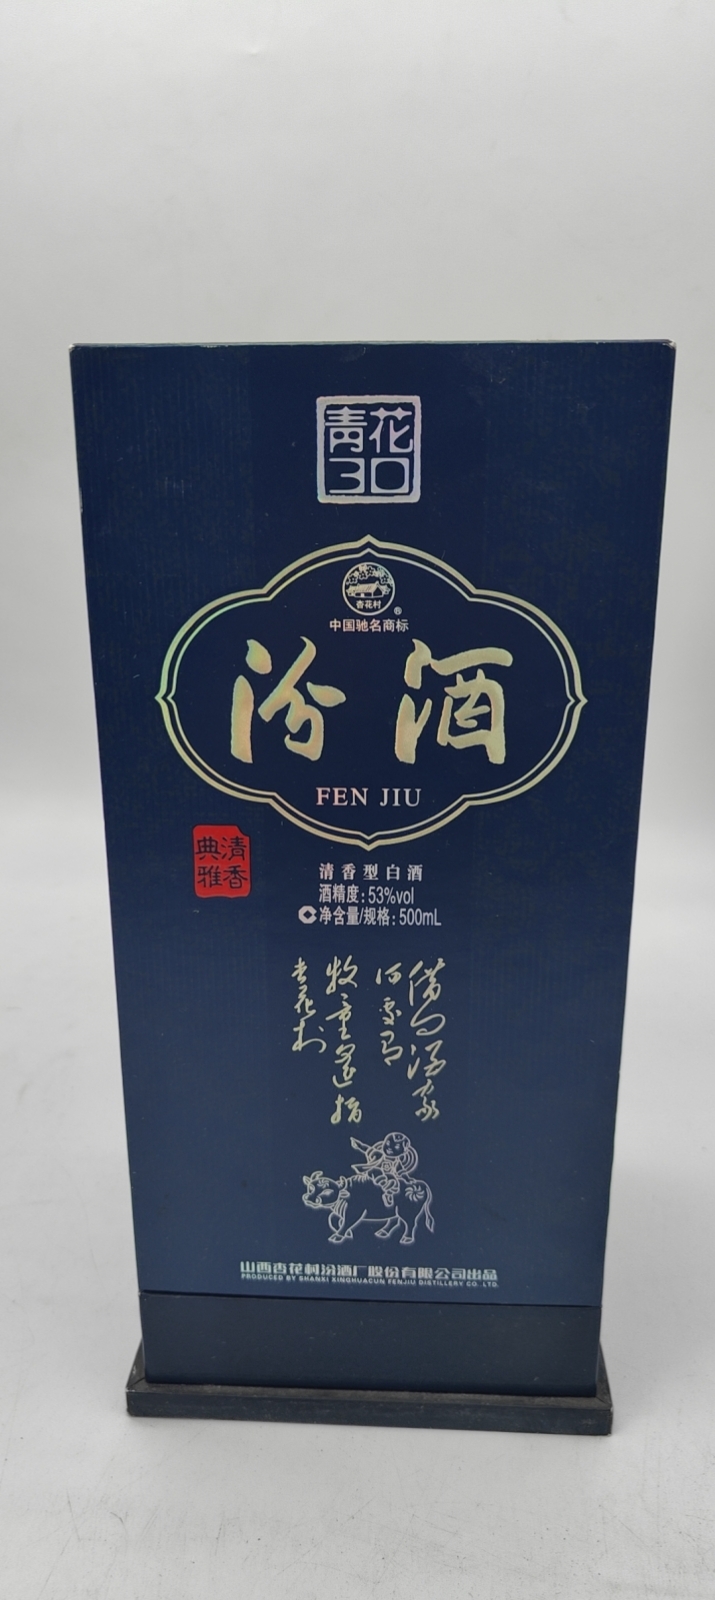 青花
30
杏花村
®
中国驰名商标
汾酒
FEN JIU
清香
典雅
清香型白酒
酒精度:53%vol
净含量/规格:500mL
借问酒家
何处有
牧童遥指
杏花村
山西杏花村汾酒厂股份有限公司出品
PRODUCED BY SHANXI XINGHUACUN FENJIU DISTILLERY CO.,LTD.